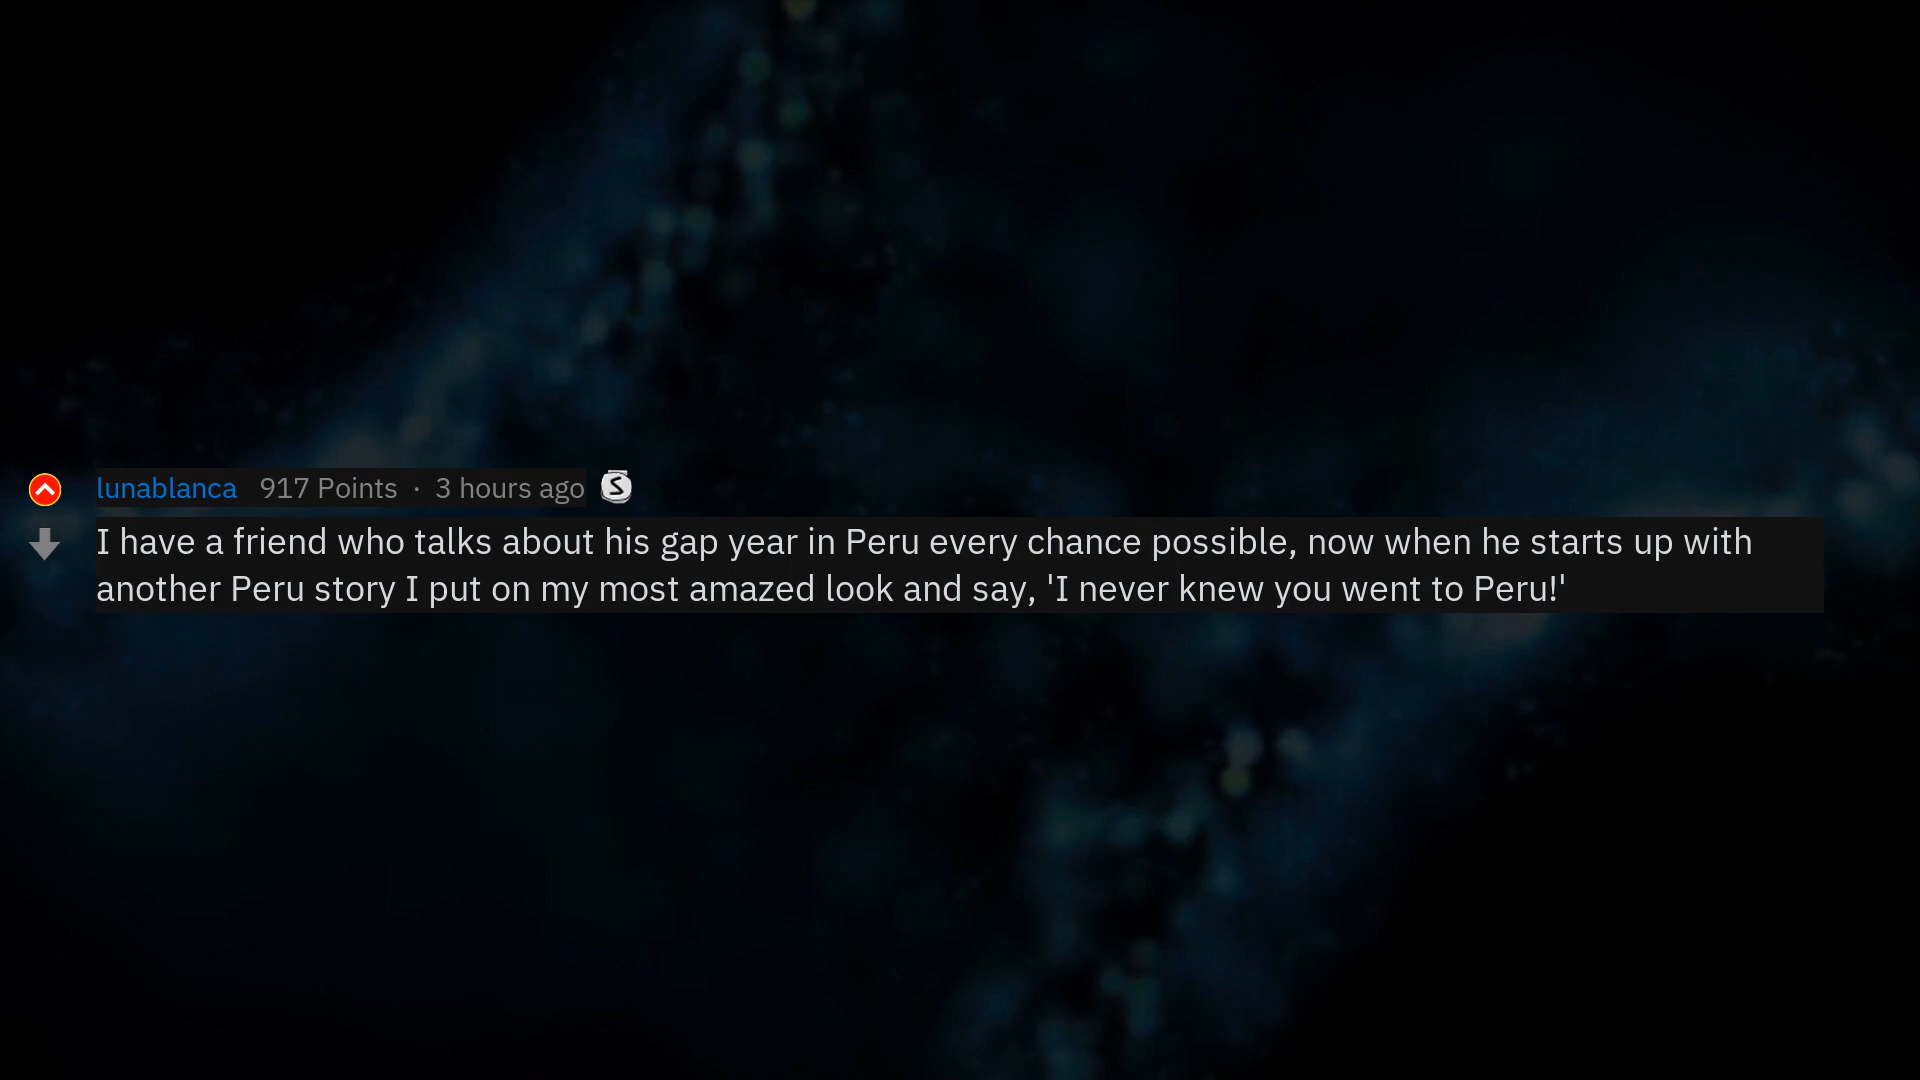 lunablanca 917 Points · 3 hours ago S
I have a friend who talks about his gap year in Peru every chance possible, now when he starts up with
another Peru story I put on my most amazed look and say, 'I never knew you went to Peru!'